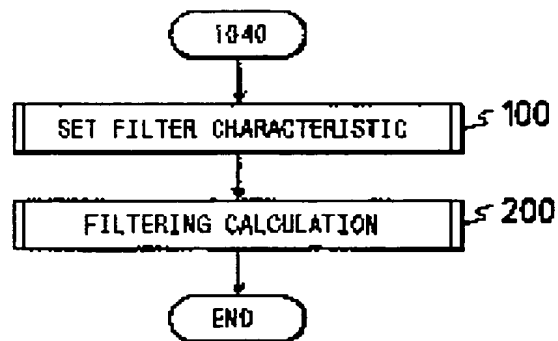 1040
SET FILTER CHARACTERISTIC 100
FILTERING CALCULATION 200
END